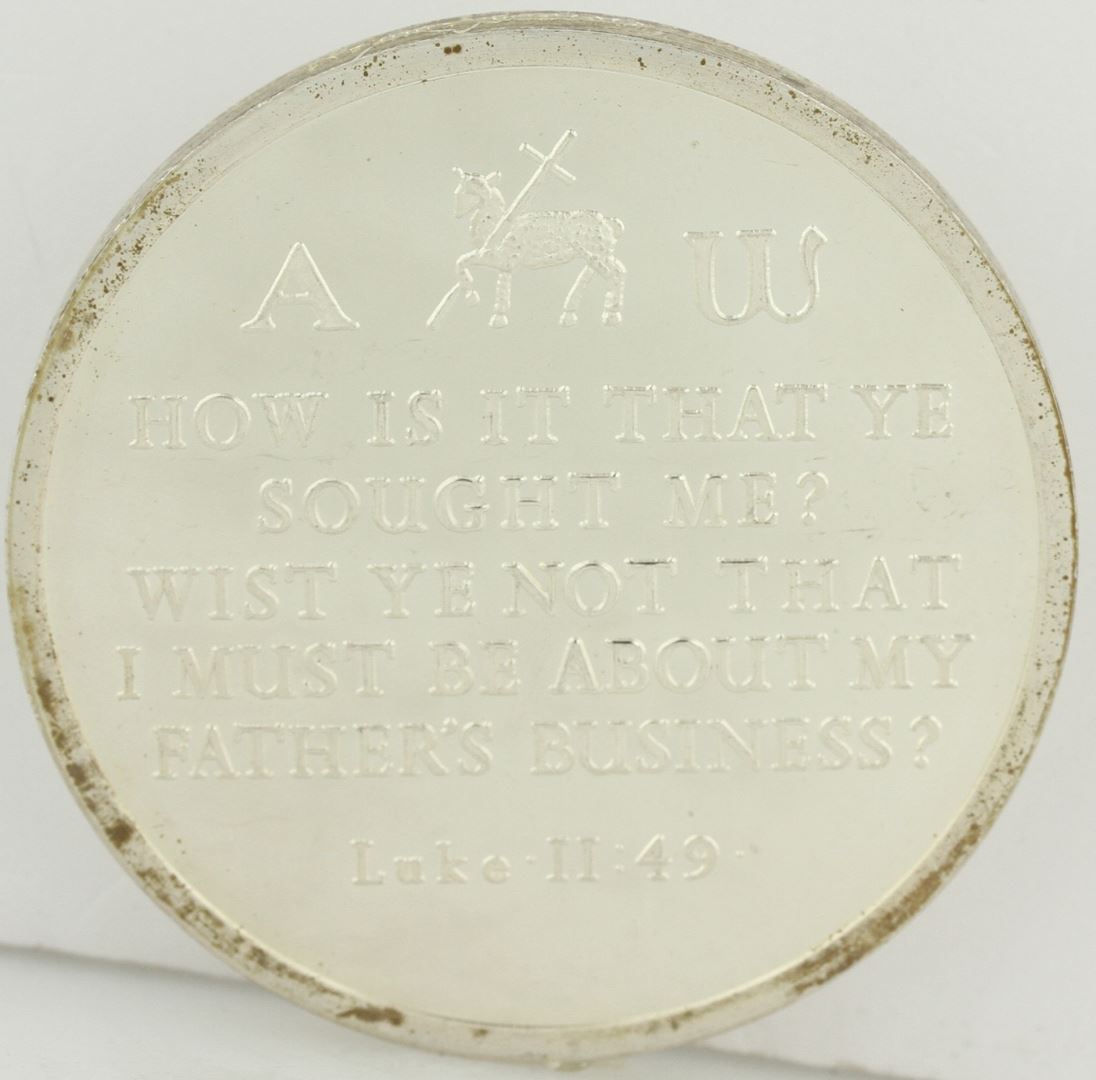 A W
HOW IS IT THAT YE
SOUGHT ME?
WIST YE NOT THAT
I MUST BE ABOUT MY
FATHER'S BUSINESS?
Luke · II:49 ·